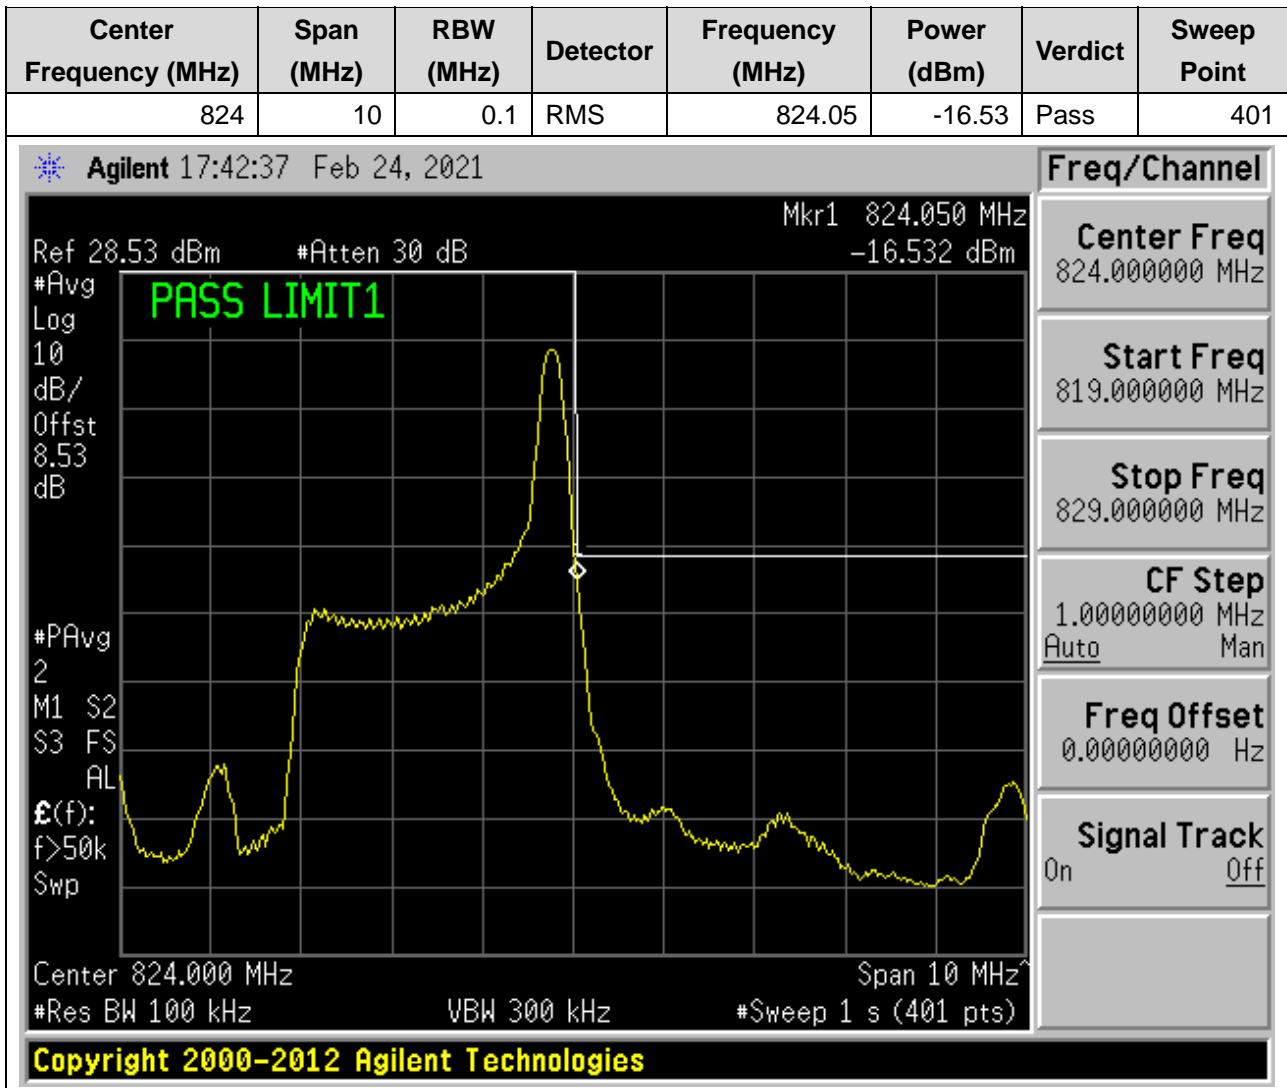 Center Frequency (MHz) Span (MHz) RBW (MHz) Detector Frequency (MHz) Power (dBm) Verdict Sweep Point
824 10 0.1 RMS 824.05 -16.53 Pass 401
Agilent 17:42:37 Feb 24, 2021
Mkr1 824.050 MHz
Ref 28.53 dBm #Atten 30 dB -16.532 dBm
#Avg
Log
10
dB/
Offst
8.53
dB
PASS LIMIT1
#PAvg
2
M1 S2
S3 FS
AL
£(f):
f>50k
Swp
Center 824.000 MHz Span 10 MHz^
#Res BW 100 kHz VBW 300 kHz #Sweep 1 s (401 pts)
Freq/Channel
Center Freq
824.000000 MHz
Start Freq
819.000000 MHz
Stop Freq
829.000000 MHz
CF Step
1.00000000 MHz
Auto Man
Freq Offset
0.00000000 Hz
Signal Track
On Off
Copyright 2000-2012 Agilent Technologies